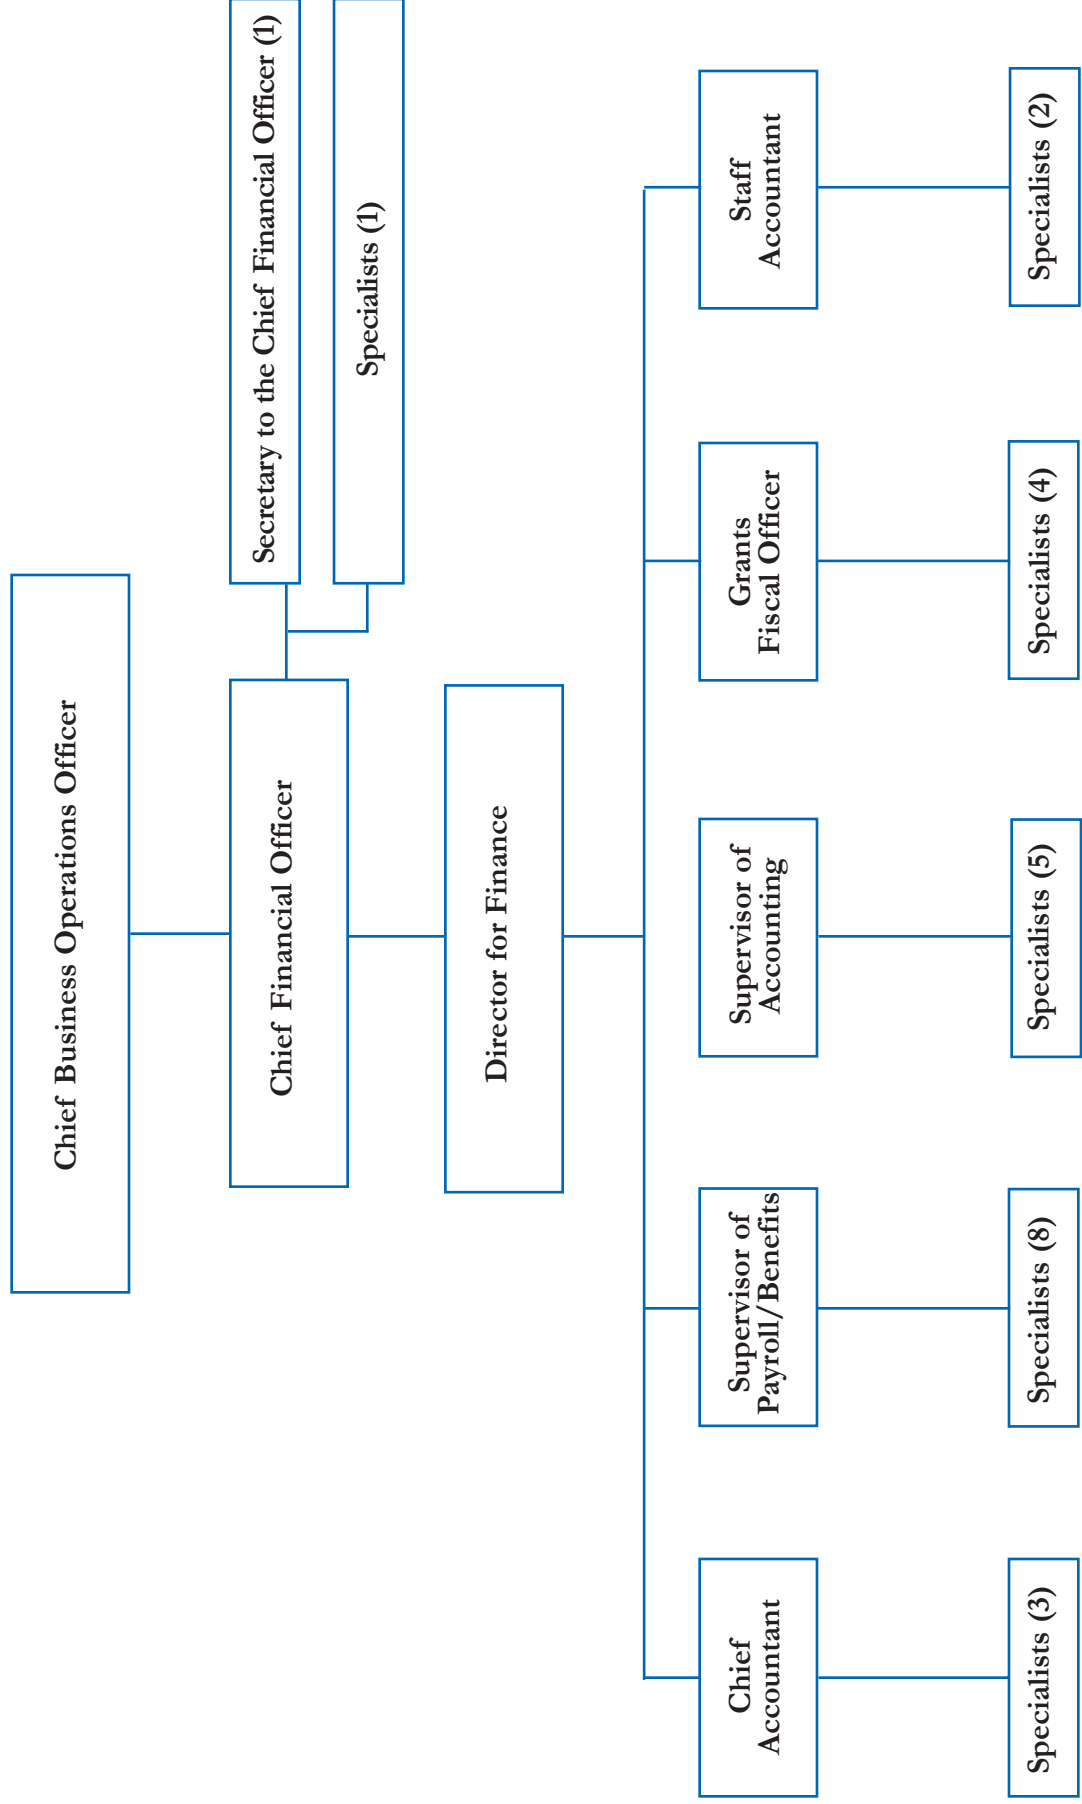 Chief Business Operations Officer
Chief Financial Officer
Secretary to the Chief Financial Officer (1)
Specialists (1)
Director for Finance
Chief
Accountant
Supervisor of
Payroll/Benefits
Supervisor of
Accounting
Grants
Fiscal Officer
Staff
Accountant
Specialists (3)
Specialists (8)
Specialists (5)
Specialists (4)
Specialists (2)